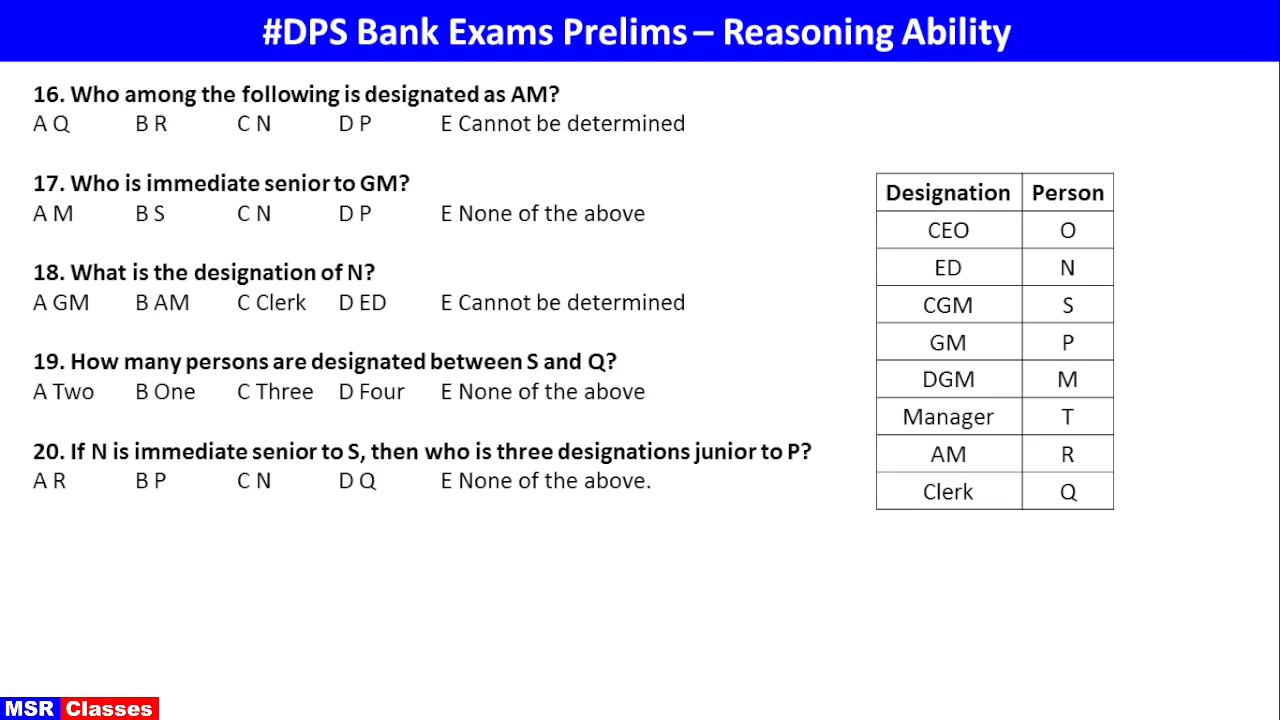 #DPS Bank Exams Prelims – Reasoning Ability
16. Who among the following is designated as AM?
A Q B R C N D P E Cannot be determined
17. Who is immediate senior to GM?
A M B S C N D P E None of the above
18. What is the designation of N?
A GM B AM C Clerk D ED E Cannot be determined
19. How many persons are designated between S and Q?
A Two B One C Three D Four E None of the above
20. If N is immediate senior to S, then who is three designations junior to P?
A R B P C N D Q E None of the above.
Designation Person
CEO O
ED N
CGM S
GM P
DGM M
Manager T
AM R
Clerk Q
MSR Classes